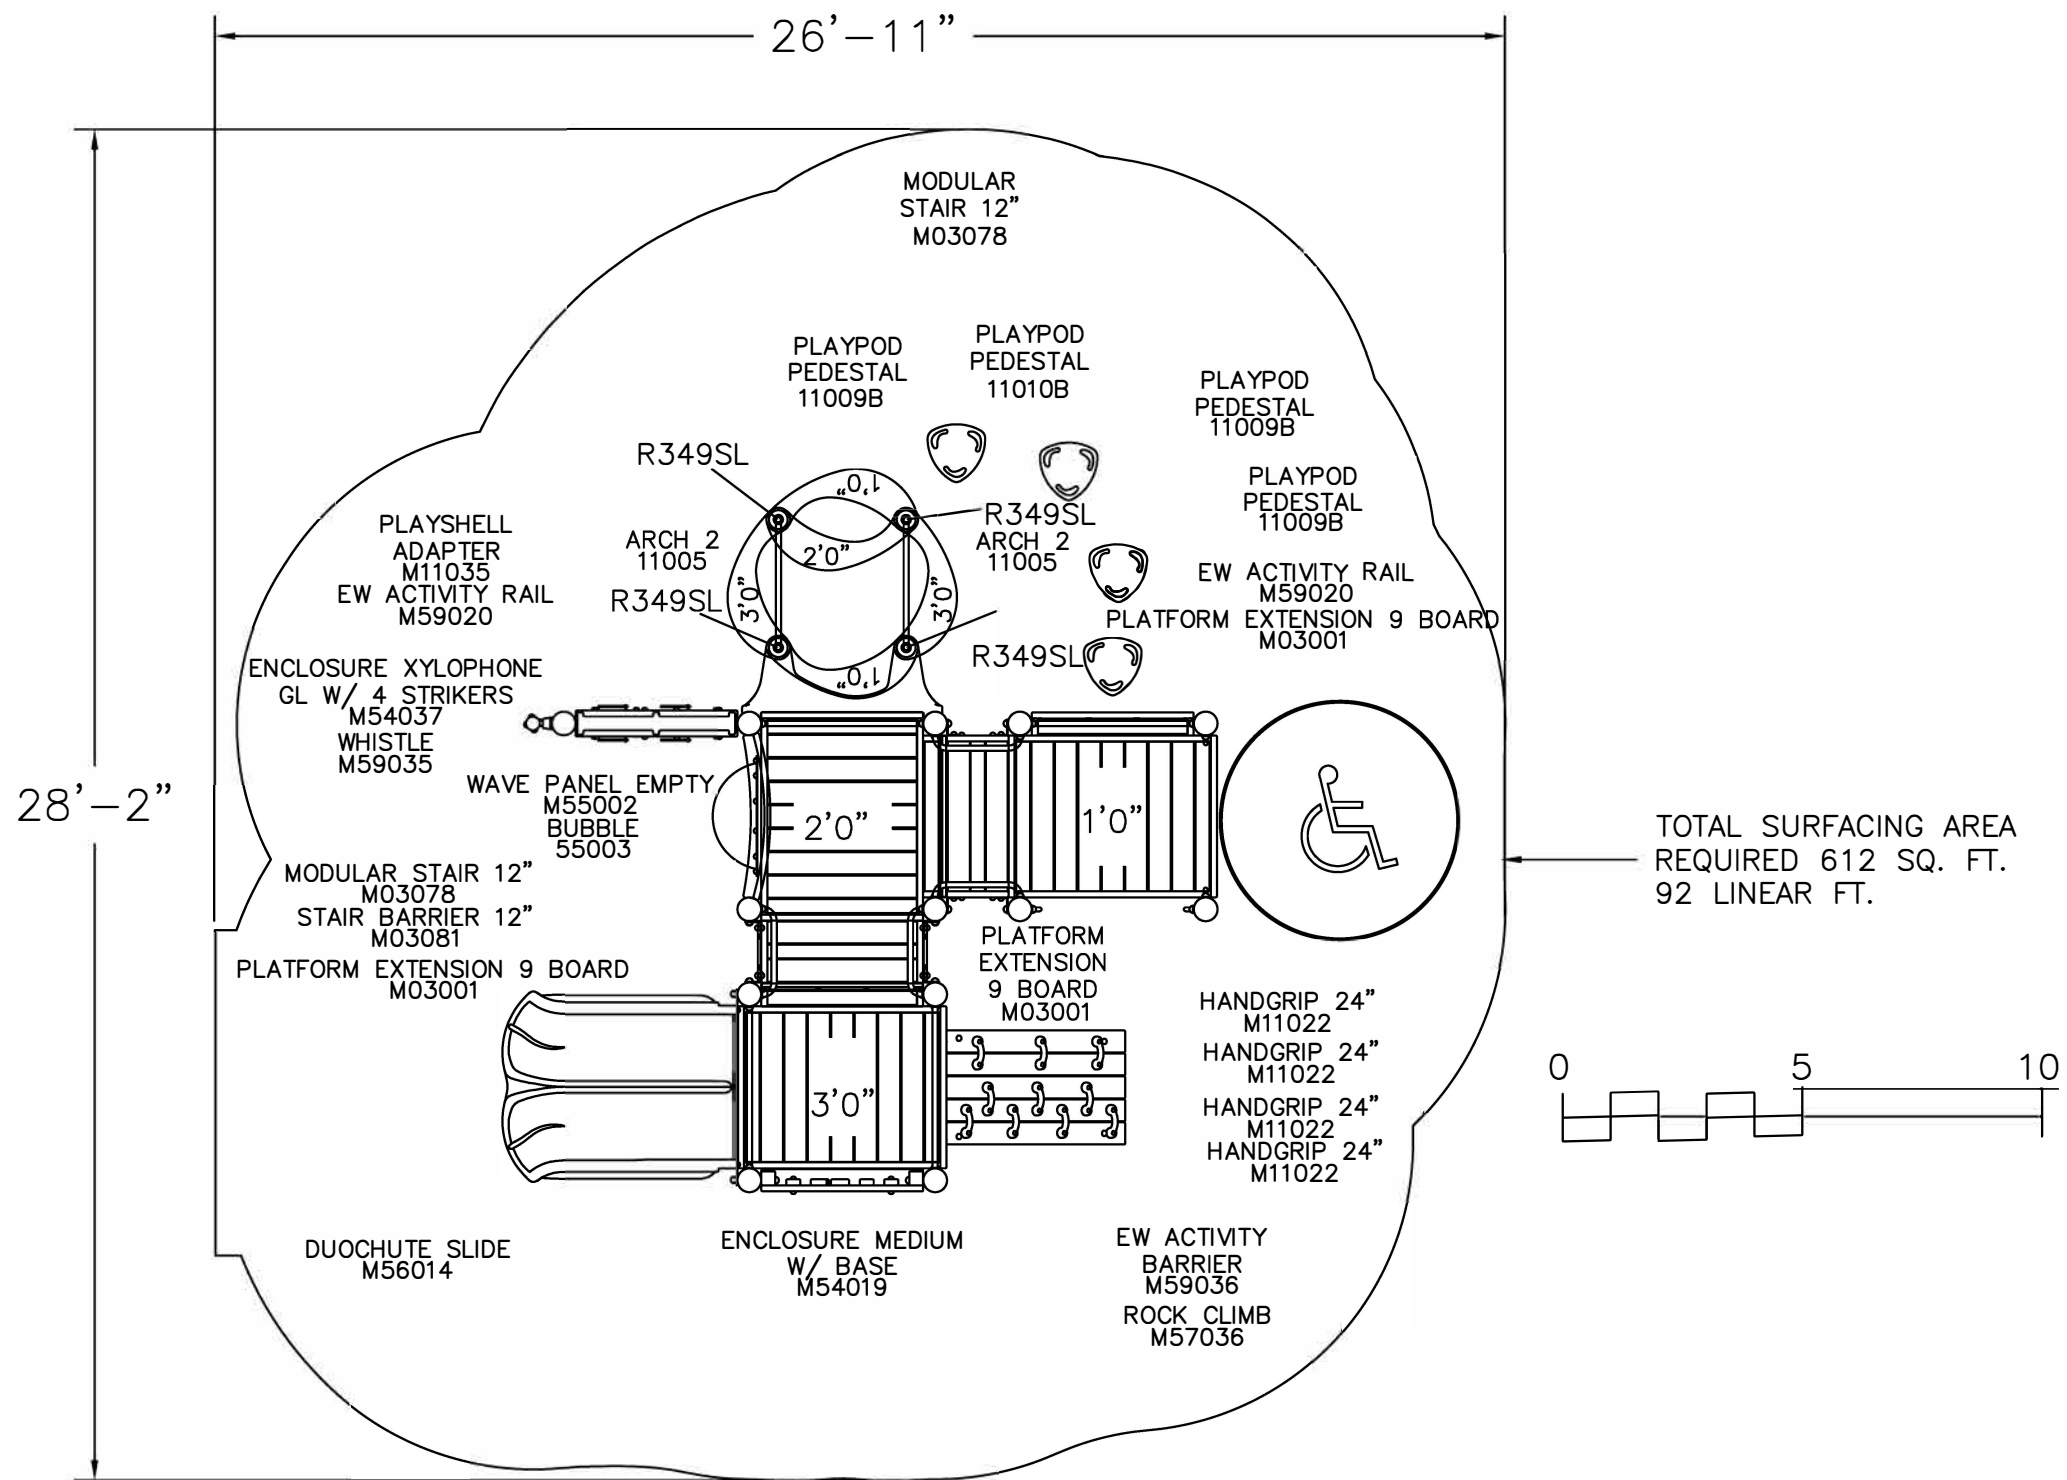 26'-11"
MODULAR
STAIR 12"
M03078
PLAYPOD
PEDESTAL
11009B
PLAYPOD
PEDESTAL
11010B
PLAYPOD
PEDESTAL
11009B
PLAYPOD
PEDESTAL
11009B
R349SL
1'0"
R349SL
ARCH 2
11005
2'0"
ARCH 2
11005
R349SL
3'0"
3'0"
R349SL
1'0"
PLAYSHELL
ADAPTER
M11035
EW ACTIVITY RAIL
M59020
EW ACTIVITY RAIL
M59020
PLATFORM EXTENSION 9 BOARD
M03001
ENCLOSURE XYLOPHONE
GL W/ 4 STRIKERS
M54037
WHISTLE
M59035
WAVE PANEL EMPTY
M55002
BUBBLE
55003
28'-2"
2'0"
1'0"
TOTAL SURFACING AREA
REQUIRED 612 SQ. FT.
92 LINEAR FT.
MODULAR STAIR 12"
M03078
STAIR BARRIER 12"
M03081
PLATFORM EXTENSION 9 BOARD
M03001
PLATFORM
EXTENSION
9 BOARD
M03001
HANDGRIP 24"
M11022
HANDGRIP 24"
M11022
HANDGRIP 24"
M11022
HANDGRIP 24"
M11022
3'0"
0 5 10
DUOCHUTE SLIDE
M56014
ENCLOSURE MEDIUM
W/ BASE
M54019
EW ACTIVITY
BARRIER
M59036
ROCK CLIMB
M57036